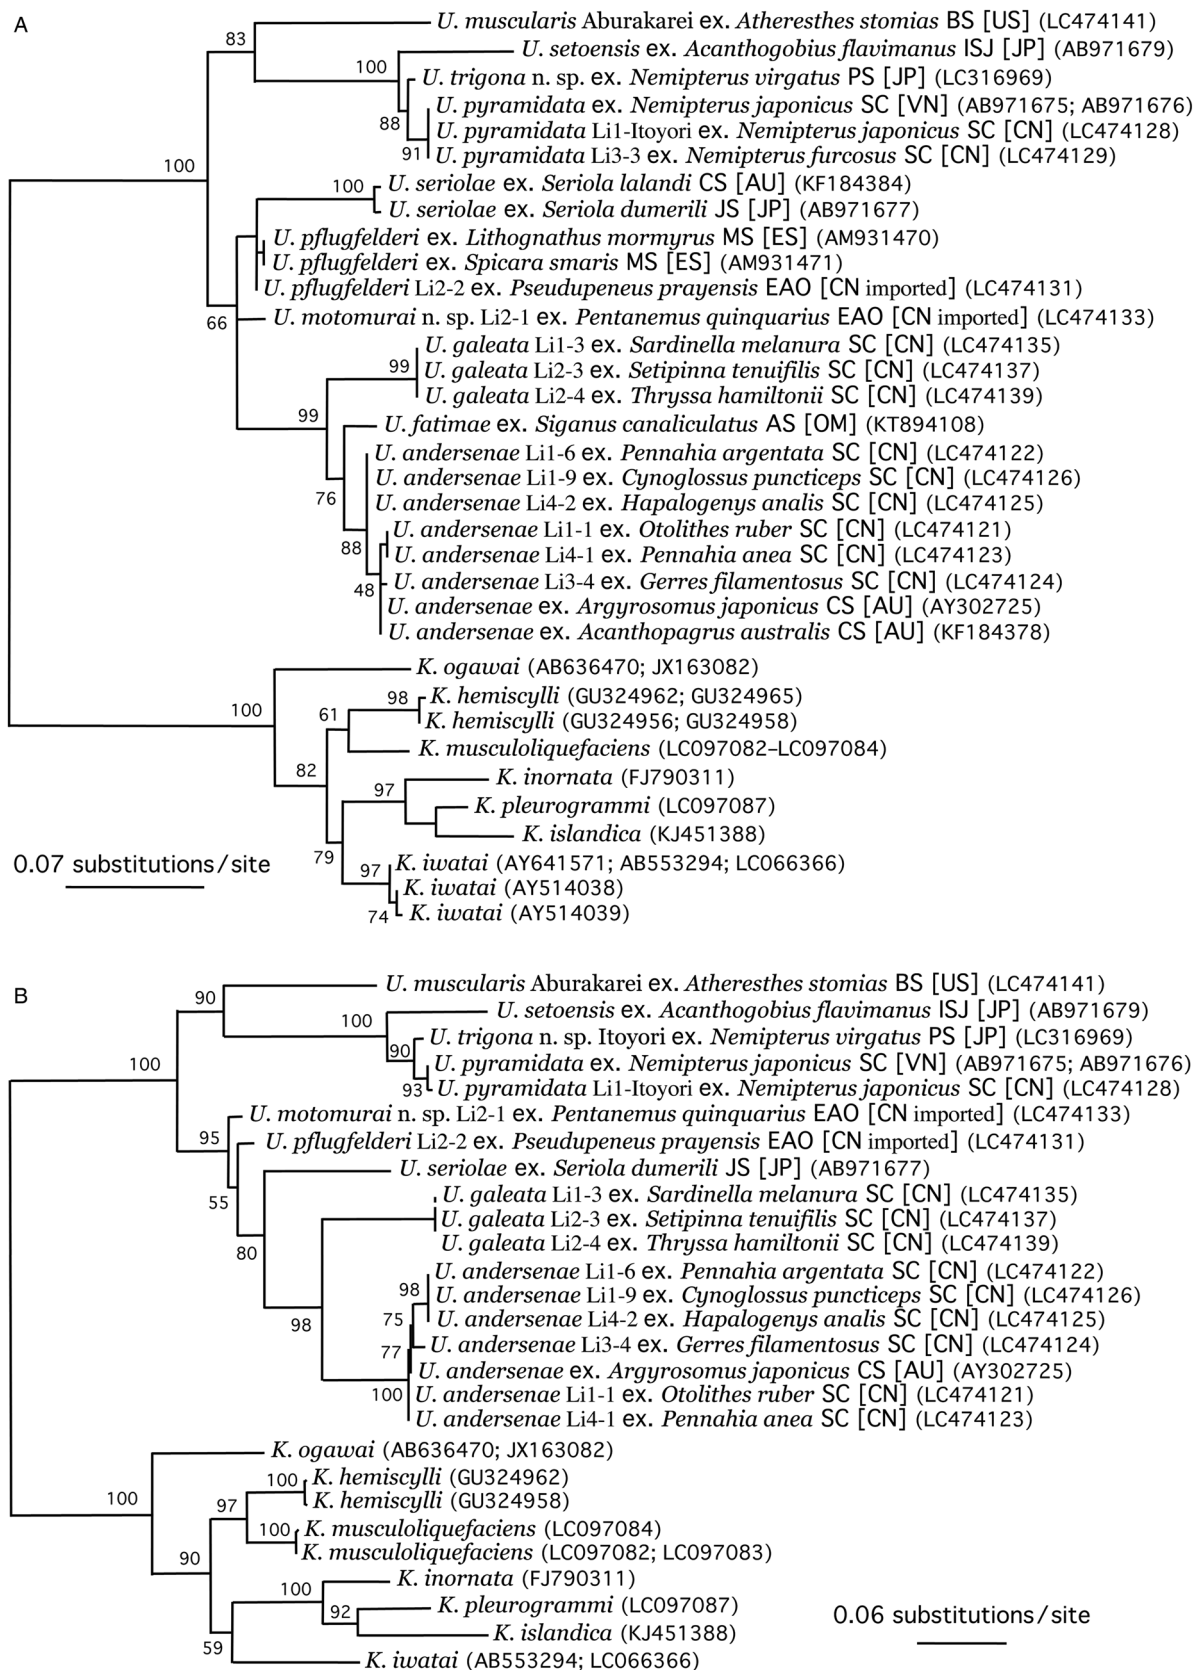 A
U. muscularis Aburakarei ex. Atheresthes stomias BS [US] (LC474141)
83
U. setoensis ex. Acanthogobius flavimanus ISJ [JP] (AB971679)
100
U. trigona n. sp. ex. Nemipterus virgatus PS [JP] (LC316969)
U. pyramidata ex. Nemipterus japonicus SC [VN] (AB971675; AB971676)
88
U. pyramidata Li1-Itoyori ex. Nemipterus japonicus SC [CN] (LC474128)
91
U. pyramidata Li3-3 ex. Nemipterus furcosus SC [CN] (LC474129)
100
100
U. seriolae ex. Seriola lalandi CS [AU] (KF184384)
U. seriolae ex. Seriola dumerili JS [JP] (AB971677)
U. pflugfelderi ex. Lithognathus mormyrus MS [ES] (AM931470)
U. pflugfelderi ex. Spicara smaris MS [ES] (AM931471)
U. pflugfelderi Li2-2 ex. Pseudupeneus prayensis EAO [CN imported] (LC474131)
66
U. motomurai n. sp. Li2-1 ex. Pentanemus quinquarius EAO [CN imported] (LC474133)
U. galeata Li1-3 ex. Sardinella melanura SC [CN] (LC474135)
99
U. galeata Li2-3 ex. Setipinna tenuifilis SC [CN] (LC474137)
U. galeata Li2-4 ex. Thryssa hamiltonii SC [CN] (LC474139)
99
U. fatimae ex. Siganus canaliculatus AS [OM] (KT894108)
U. andersenae Li1-6 ex. Pennahia argentata SC [CN] (LC474122)
U. andersenae Li1-9 ex. Cynoglossus puncticeps SC [CN] (LC474126)
76
U. andersenae Li4-2 ex. Hapalogenys analis SC [CN] (LC474125)
U. andersenae Li1-1 ex. Otolithes ruber SC [CN] (LC474121)
88
U. andersenae Li4-1 ex. Pennahia anea SC [CN] (LC474123)
U. andersenae Li3-4 ex. Gerres filamentosus SC [CN] (LC474124)
48
U. andersenae ex. Argyrosomus japonicus CS [AU] (AY302725)
U. andersenae ex. Acanthopagrus australis CS [AU] (KF184378)
K. ogawai (AB636470; JX163082)
98
K. hemiscylli (GU324962; GU324965)
100
61
K. hemiscylli (GU324956; GU324958)
K. musculoliquefaciens (LC097082–LC097084)
82
K. inornata (FJ790311)
97
K. pleurogrammi (LC097087)
K. islandica (KJ451388)
79
0.07 substitutions/site
97
K. iwatai (AY641571; AB553294; LC066366)
K. iwatai (AY514038)
74
K. iwatai (AY514039)
B
U. muscularis Aburakarei ex. Atheresthes stomias BS [US] (LC474141)
90
U. setoensis ex. Acanthogobius flavimanus ISJ [JP] (AB971679)
100
U. trigona n. sp. Itoyori ex. Nemipterus virgatus PS [JP] (LC316969)
90
100
U. pyramidata ex. Nemipterus japonicus SC [VN] (AB971675; AB971676)
93
U. pyramidata Li1-Itoyori ex. Nemipterus japonicus SC [CN] (LC474128)
U. motomurai n. sp. Li2-1 ex. Pentanemus quinquarius EAO [CN imported] (LC474133)
95
U. pflugfelderi Li2-2 ex. Pseudupeneus prayensis EAO [CN imported] (LC474131)
U. seriolae ex. Seriola dumerili JS [JP] (AB971677)
55
U. galeata Li1-3 ex. Sardinella melanura SC [CN] (LC474135)
U. galeata Li2-3 ex. Setipinna tenuifilis SC [CN] (LC474137)
80
U. galeata Li2-4 ex. Thryssa hamiltonii SC [CN] (LC474139)
U. andersenae Li1-6 ex. Pennahia argentata SC [CN] (LC474122)
98
U. andersenae Li1-9 ex. Cynoglossus puncticeps SC [CN] (LC474126)
98
75
U. andersenae Li4-2 ex. Hapalogenys analis SC [CN] (LC474125)
U. andersenae Li3-4 ex. Gerres filamentosus SC [CN] (LC474124)
77
U. andersenae ex. Argyrosomus japonicus CS [AU] (AY302725)
100
U. andersenae Li1-1 ex. Otolithes ruber SC [CN] (LC474121)
U. andersenae Li4-1 ex. Pennahia anea SC [CN] (LC474123)
K. ogawai (AB636470; JX163082)
100
K. hemiscylli (GU324962)
100
97
K. hemiscylli (GU324958)
100
K. musculoliquefaciens (LC097084)
K. musculoliquefaciens (LC097082; LC097083)
90
K. inornata (FJ790311)
100
K. pleurogrammi (LC097087)
92
K. islandica (KJ451388)
0.06 substitutions/site
59
K. iwatai (AB553294; LC066366)